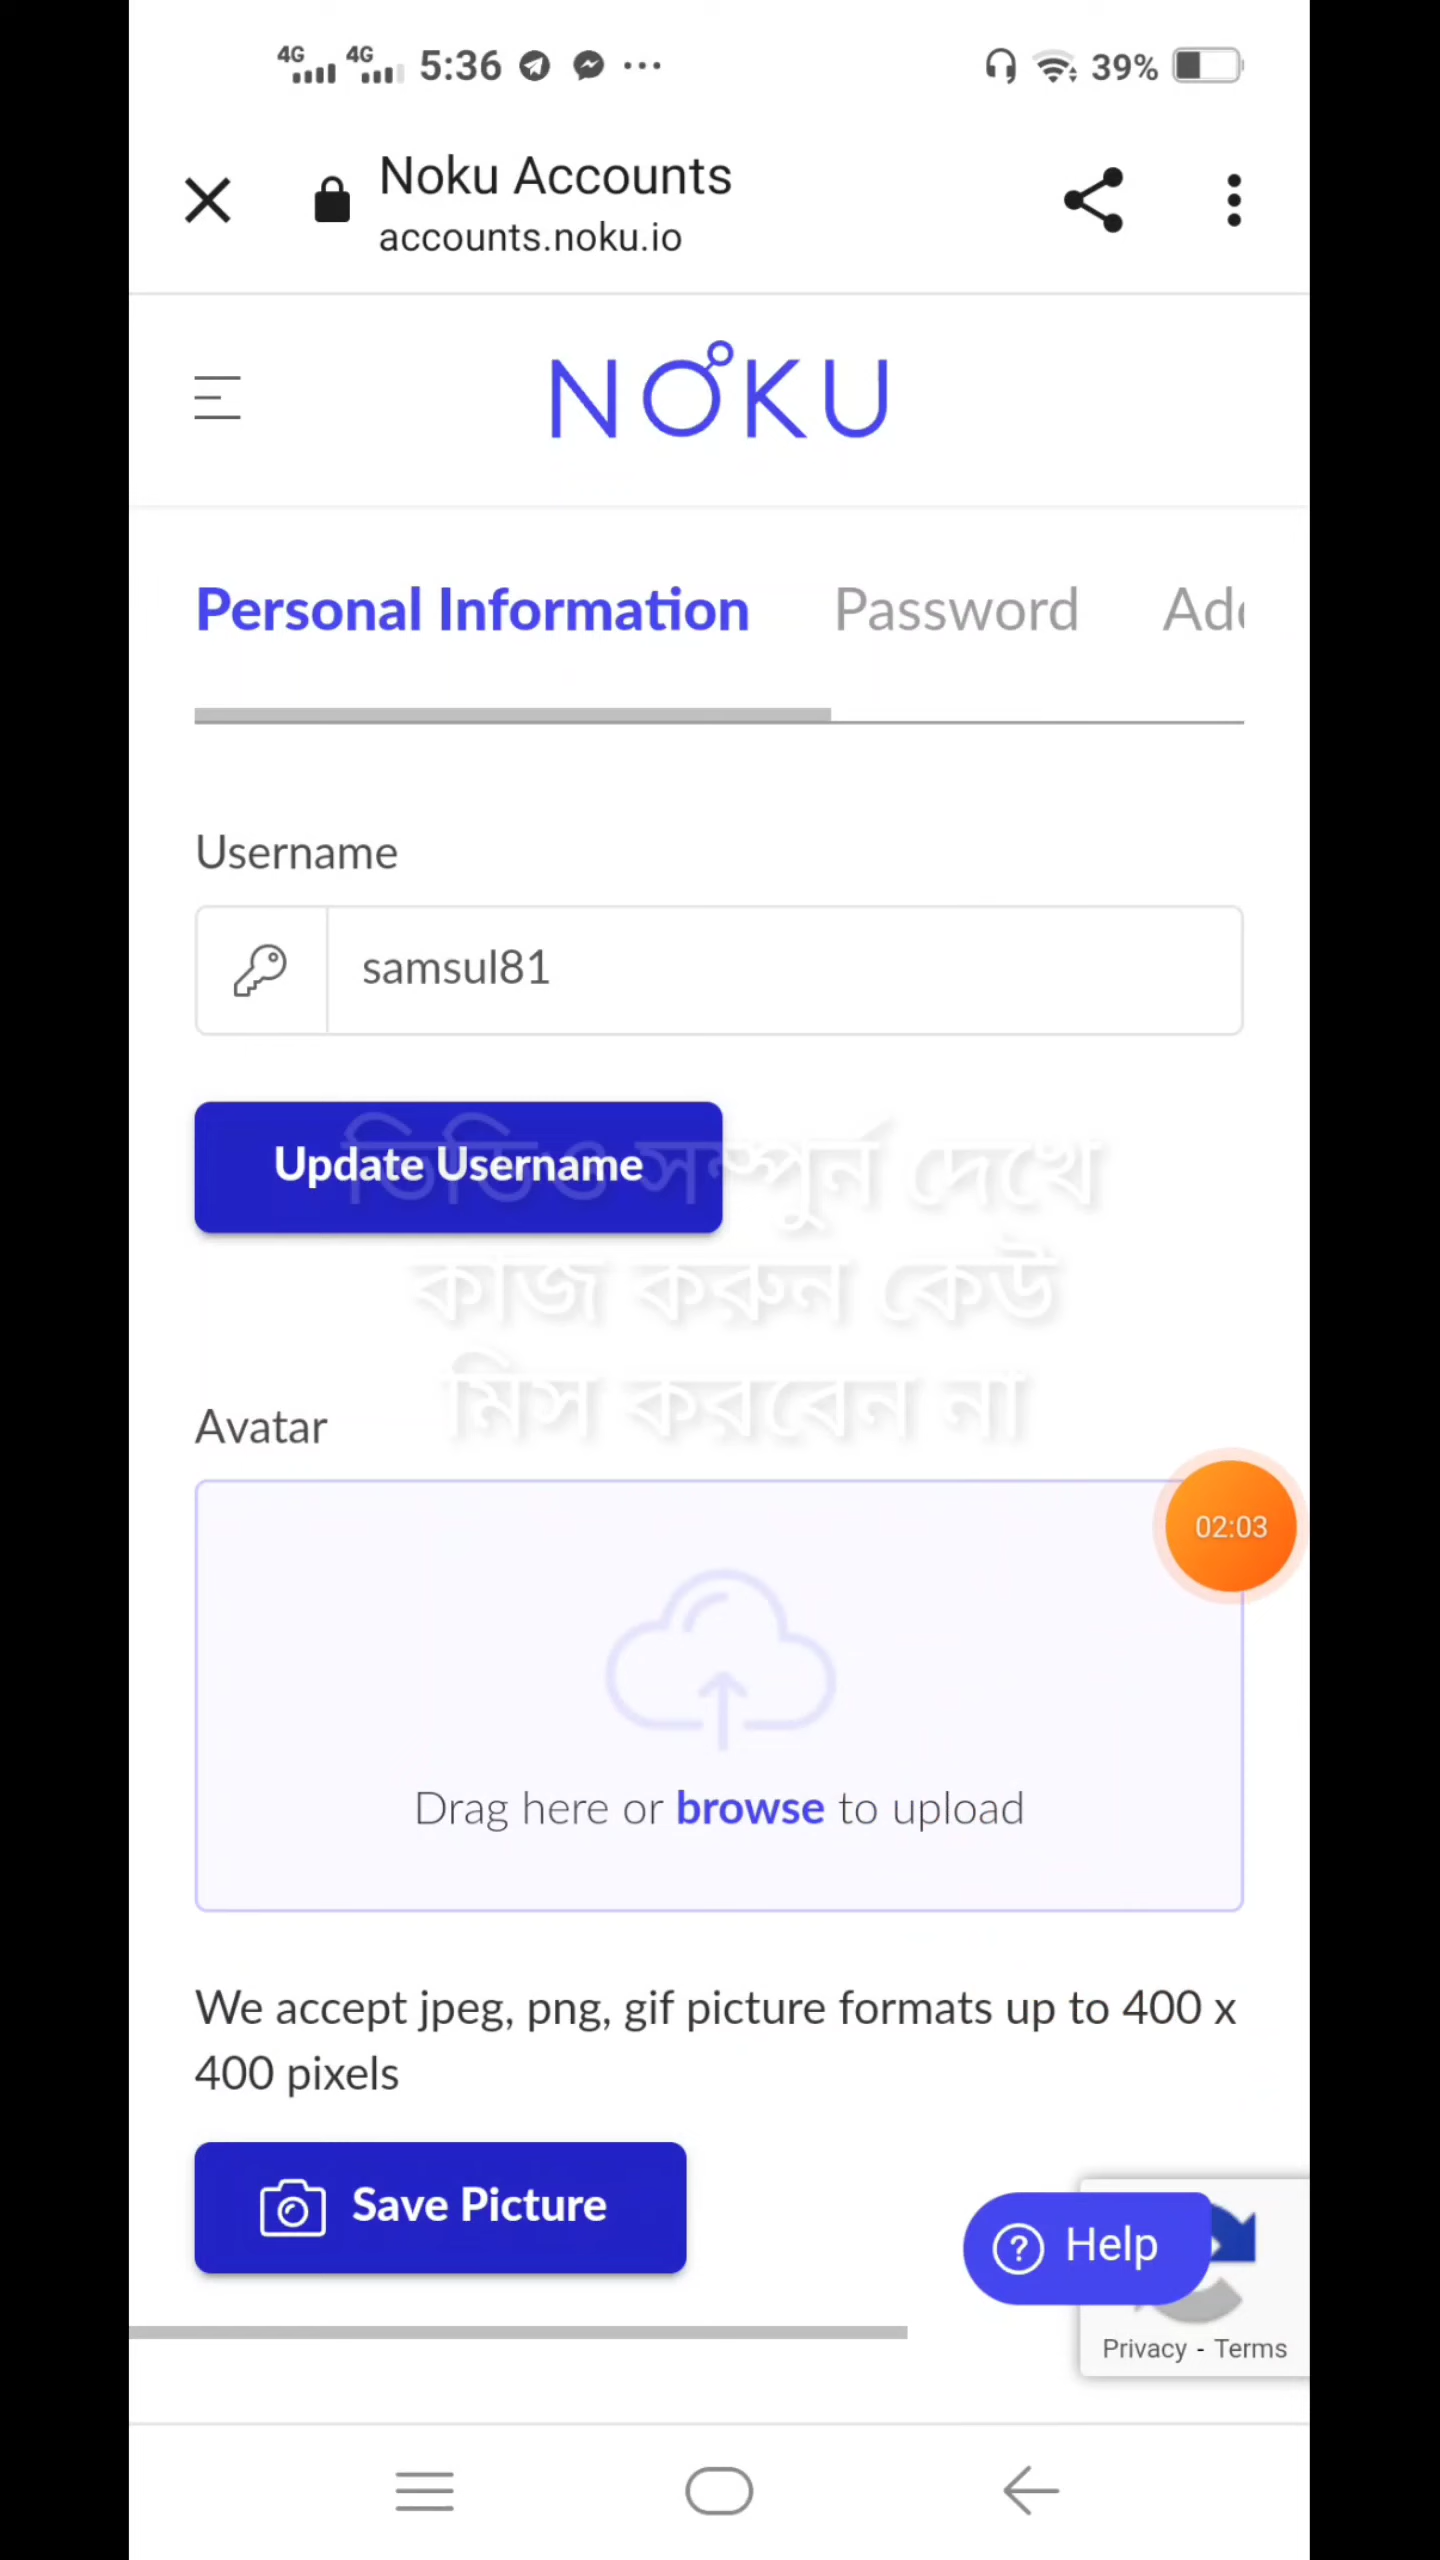 4G 4G 5:36 ... 39%
Noku Accounts
accounts.noku.io
NOKU
Personal Information Password Add
Username
samsul81
Update Username
ভিডিও সম্পুর্ন দেখে
কাজ করুন কেউ
মিস করবেন না
Avatar
02:03
Drag here or browse to upload
We accept jpeg, png, gif picture formats up to 400 x
400 pixels
Save Picture
Help
Privacy - Terms